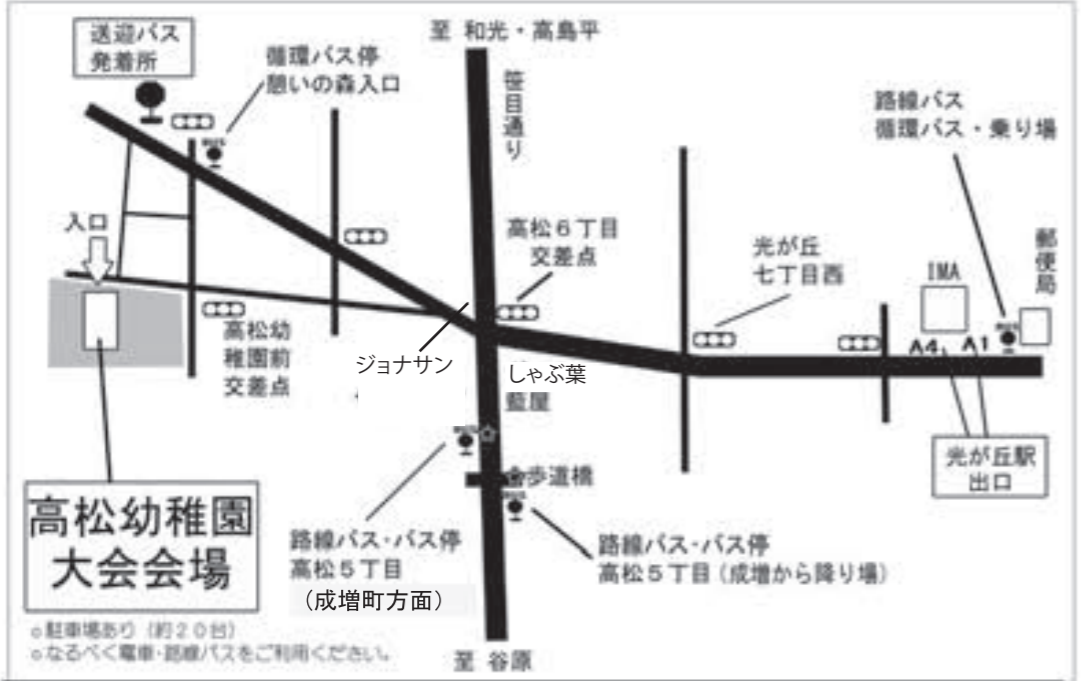 送迎バス
発着所
循環バス停
憩いの森入口
至 和光・高島平
笹目通り
路線バス
循環バス・乗り場
入口
高松6丁目
交差点
光が丘
七丁目西
IMA
郵便局
BUS
BUS
A4
A1
高松幼
稚園前
交差点
ジョナサン
しゃぶ葉
藍屋
BUS
歩道橋
BUS
光が丘駅
出口
高松幼稚園
大会会場
路線バス・バス停
高松5丁目
(成増町方面)
路線バス・バス停
高松5丁目(成増から降り場)
○駐車場あり (約20台)
○なるべく電車・路線バスをご利用ください。
至 谷原